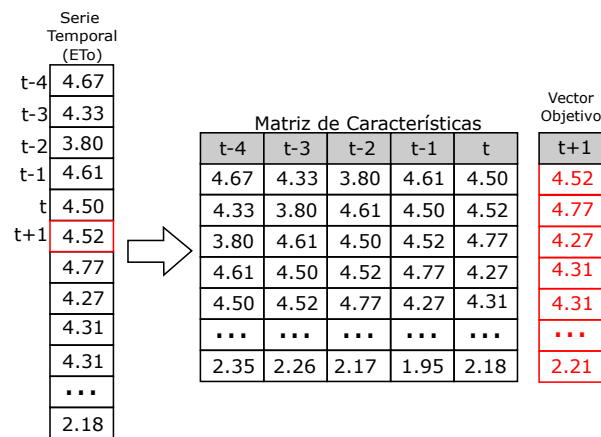 Serie
Temporal
(ETo)
t-4 4.67
t-3 4.33
t-2 3.80
t-1 4.61
t 4.50
t+1 4.52
4.77
4.27
4.31
4.31
...
2.18
Matriz de Características
t-4 t-3 t-2 t-1 t
4.67 4.33 3.80 4.61 4.50
4.33 3.80 4.61 4.50 4.52
3.80 4.61 4.50 4.52 4.77
4.61 4.50 4.52 4.77 4.27
4.50 4.52 4.77 4.27 4.31
... ... ... ... ...
2.35 2.26 2.17 1.95 2.18
Vector
Objetivo
t+1
4.52
4.77
4.27
4.31
4.31
...
2.21